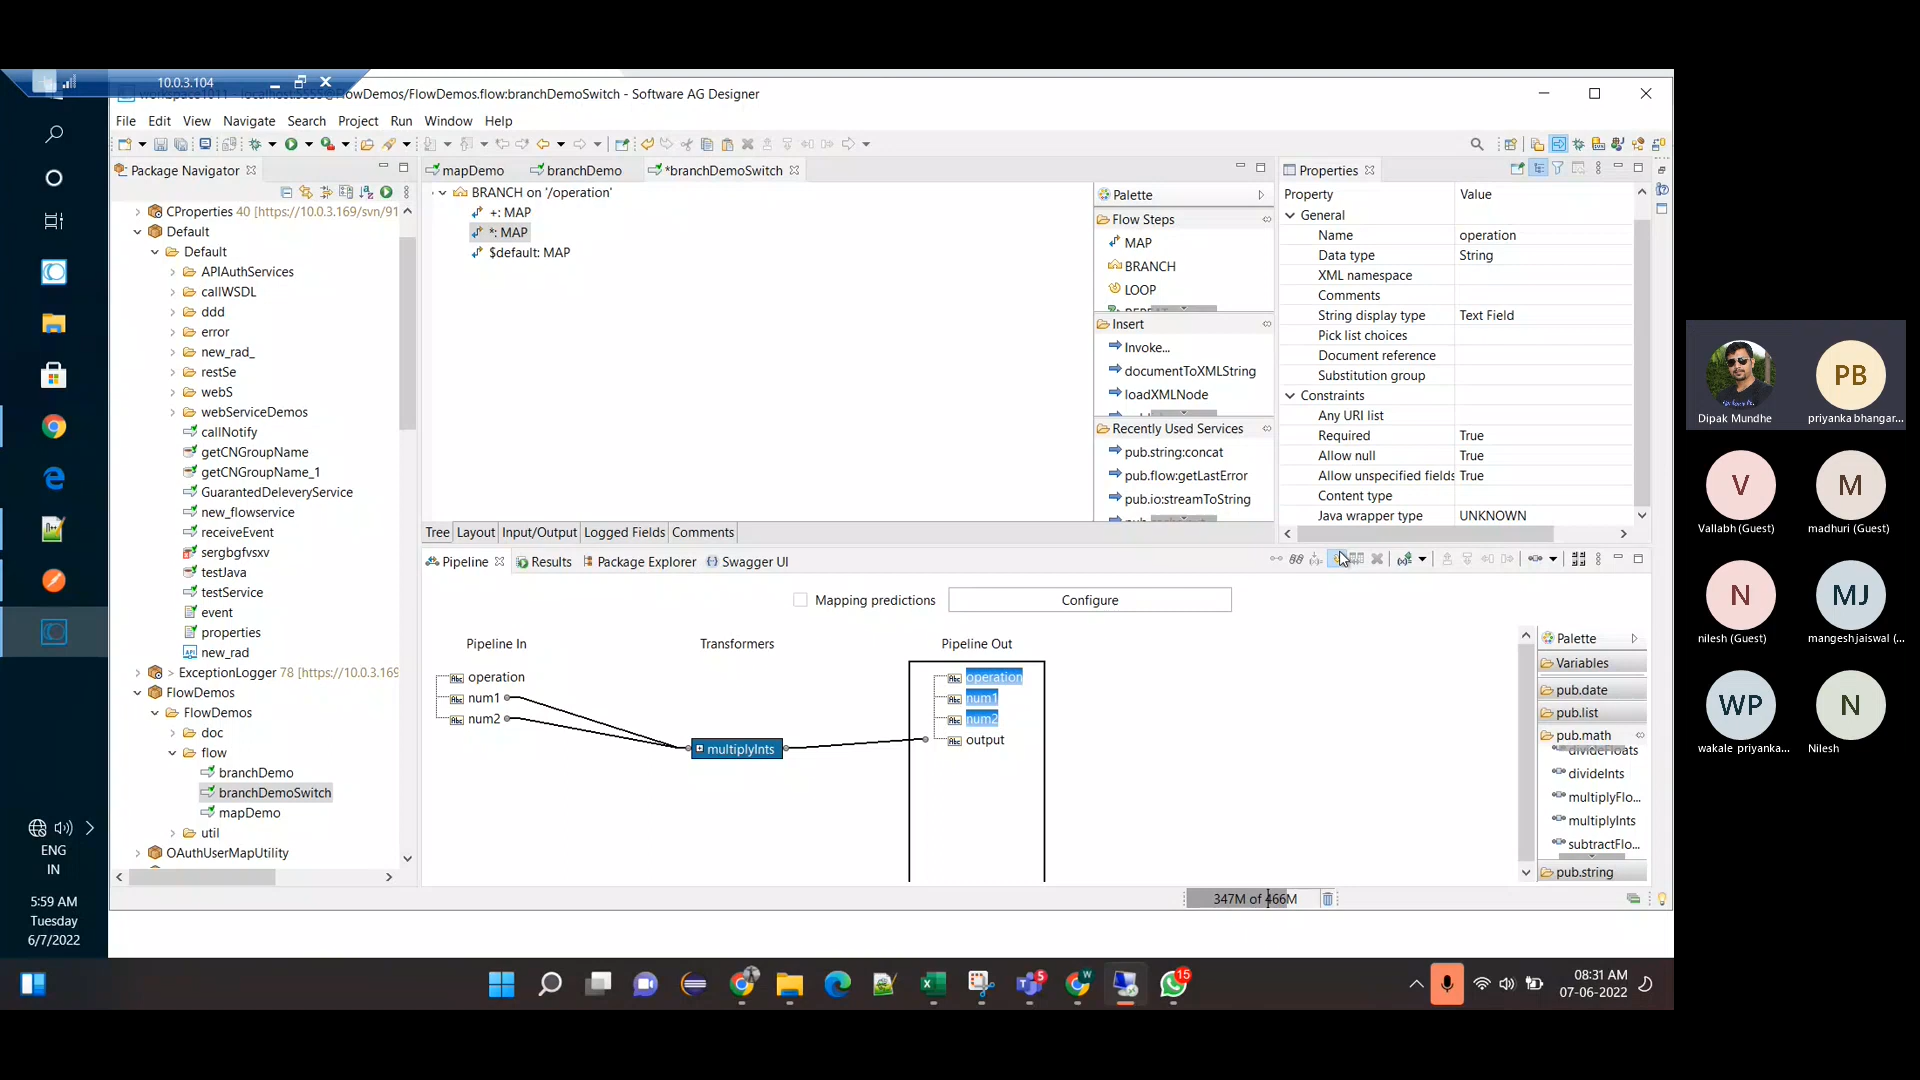 10.0.3.104
FlowDemos/FlowDemos.flow:branchDemoSwitch - Software AG Designer
File Edit View Navigate Search Project Run Window Help
Package Navigator
CProperties 40 [https://10.0.3.169/svn/91
Default
Default
APIAuthServices
callWSDL
ddd
error
new_rad_
restSe
webS
webServiceDemos
callNotify
getCNGroupName
getCNGroupName_1
GuarantedDeleveryService
new_flowservice
receiveEvent
sergbgfvsxv
testJava
testService
event
properties
new_rad
> ExceptionLogger 78 [https://10.0.3.169
FlowDemos
FlowDemos
doc
flow
branchDemo
branchDemoSwitch
mapDemo
util
OAuthUserMapUtility
mapDemo branchDemo *branchDemoSwitch
BRANCH on '/operation'
+: MAP
*: MAP
$default: MAP
Tree Layout Input/Output Logged Fields Comments
Palette
Flow Steps
MAP
BRANCH
LOOP
Insert
Invoke...
documentToXMLString
loadXMLNode
Recently Used Services
pub.string:concat
pub.flow:getLastError
pub.io:streamToString
Properties
Property Value
General
Name operation
Data type String
XML namespace
Comments
String display type Text Field
Pick list choices
Document reference
Substitution group
Constraints
Any URI list
Required True
Allow null True
Allow unspecified fields True
Content type
Java wrapper type UNKNOWN
Pipeline Results Package Explorer Swagger UI
Mapping predictions Configure
Pipeline In Transformers Pipeline Out
operation
num1
num2
multiplyInts
operation
num1
num2
output
Palette
Variables
pub.date
pub.list
pub.math
divideFloats
divideInts
multiplyFlo...
multiplyInts
subtractFlo...
pub.string
347M of 466M
ENG
IN
5:59 AM
Tuesday
6/7/2022
5
W
15
08:31 AM
07-06-2022
Dipak Mundhe
PB
priyanka bhangar...
V
Vallabh (Guest)
M
madhuri (Guest)
N
nilesh (Guest)
MJ
mangesh jaiswal (...
WP
wakale priyanka...
N
Nilesh